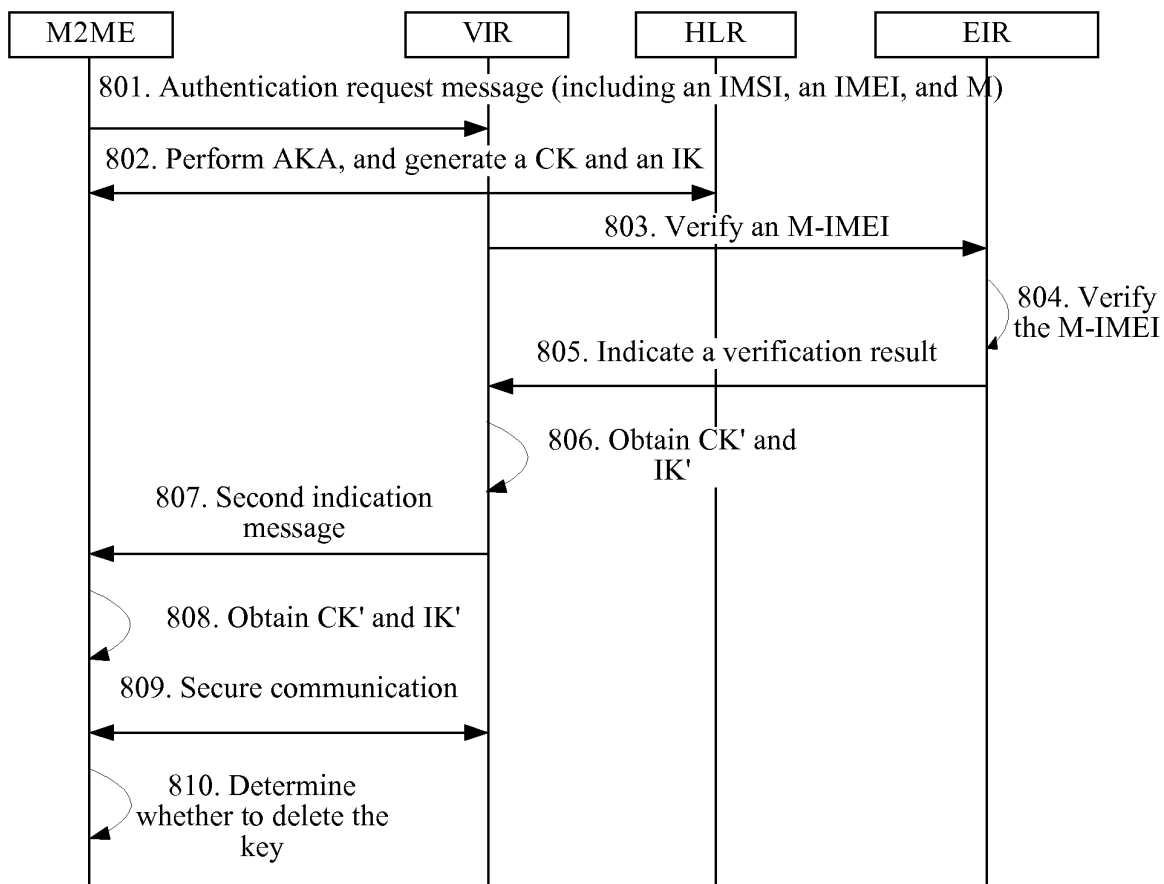 M2ME
VIR
HLR
EIR
801. Authentication request message (including an IMSI, an IMEI, and M)
802. Perform AKA, and generate a CK and an IK
803. Verify an M-IMEI
804. Verify
the M-IMEI
805. Indicate a verification result
806. Obtain CK' and
IK'
807. Second indication
message
808. Obtain CK' and IK'
809. Secure communication
810. Determine
whether to delete the
key